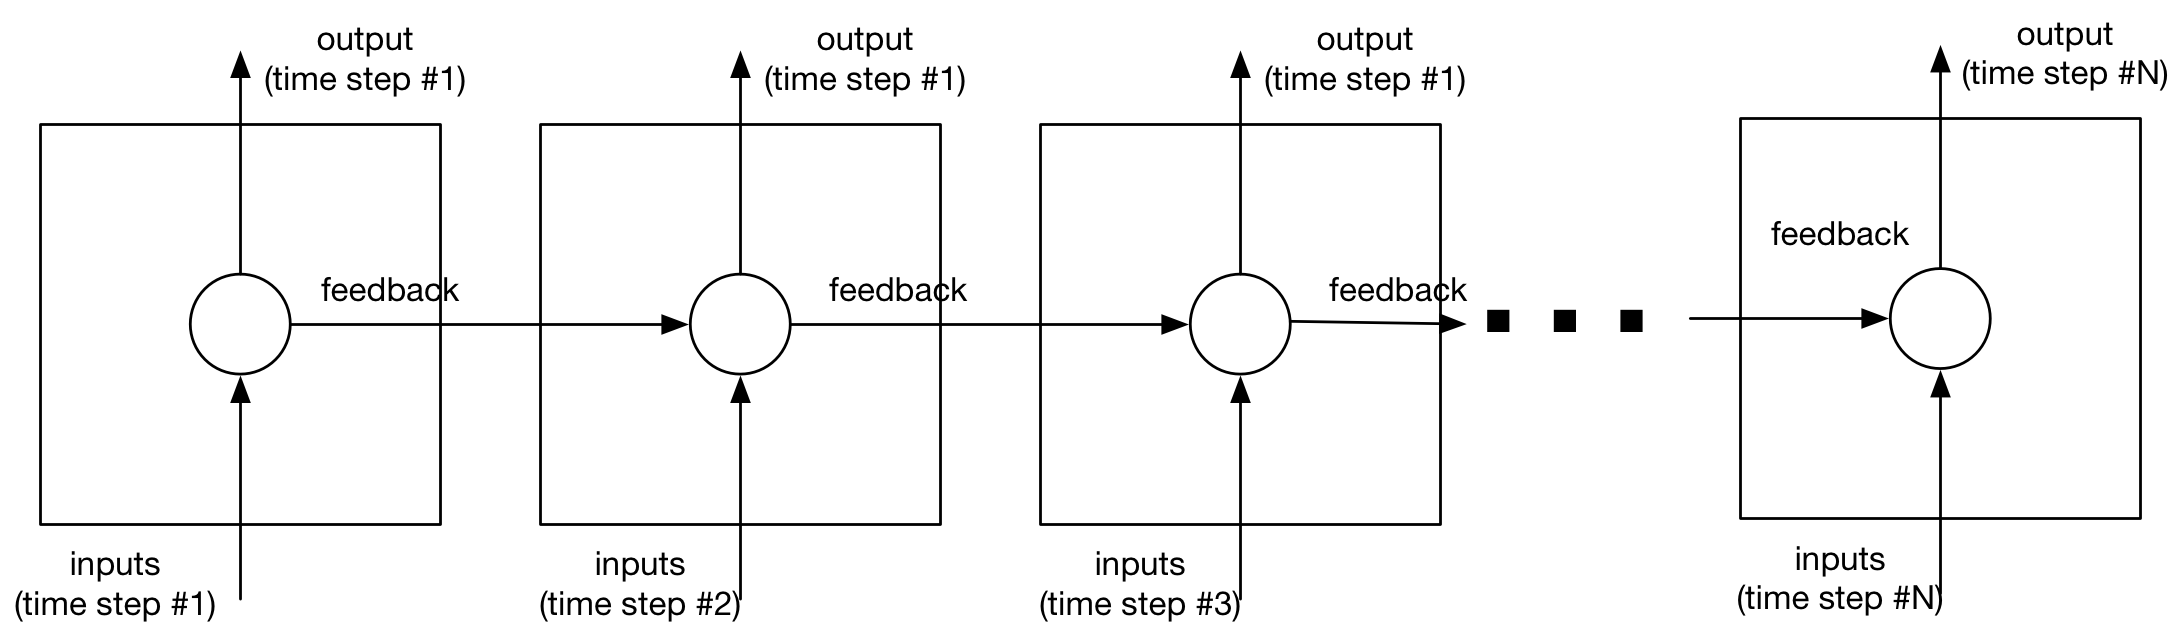 output
(time step #1)
output
(time step #1)
output
(time step #1)
output
(time step #N)
feedback
feedback
feedback
feedback
inputs
(time step #1)
inputs
(time step #2)
inputs
(time step #3)
inputs
(time step #N)